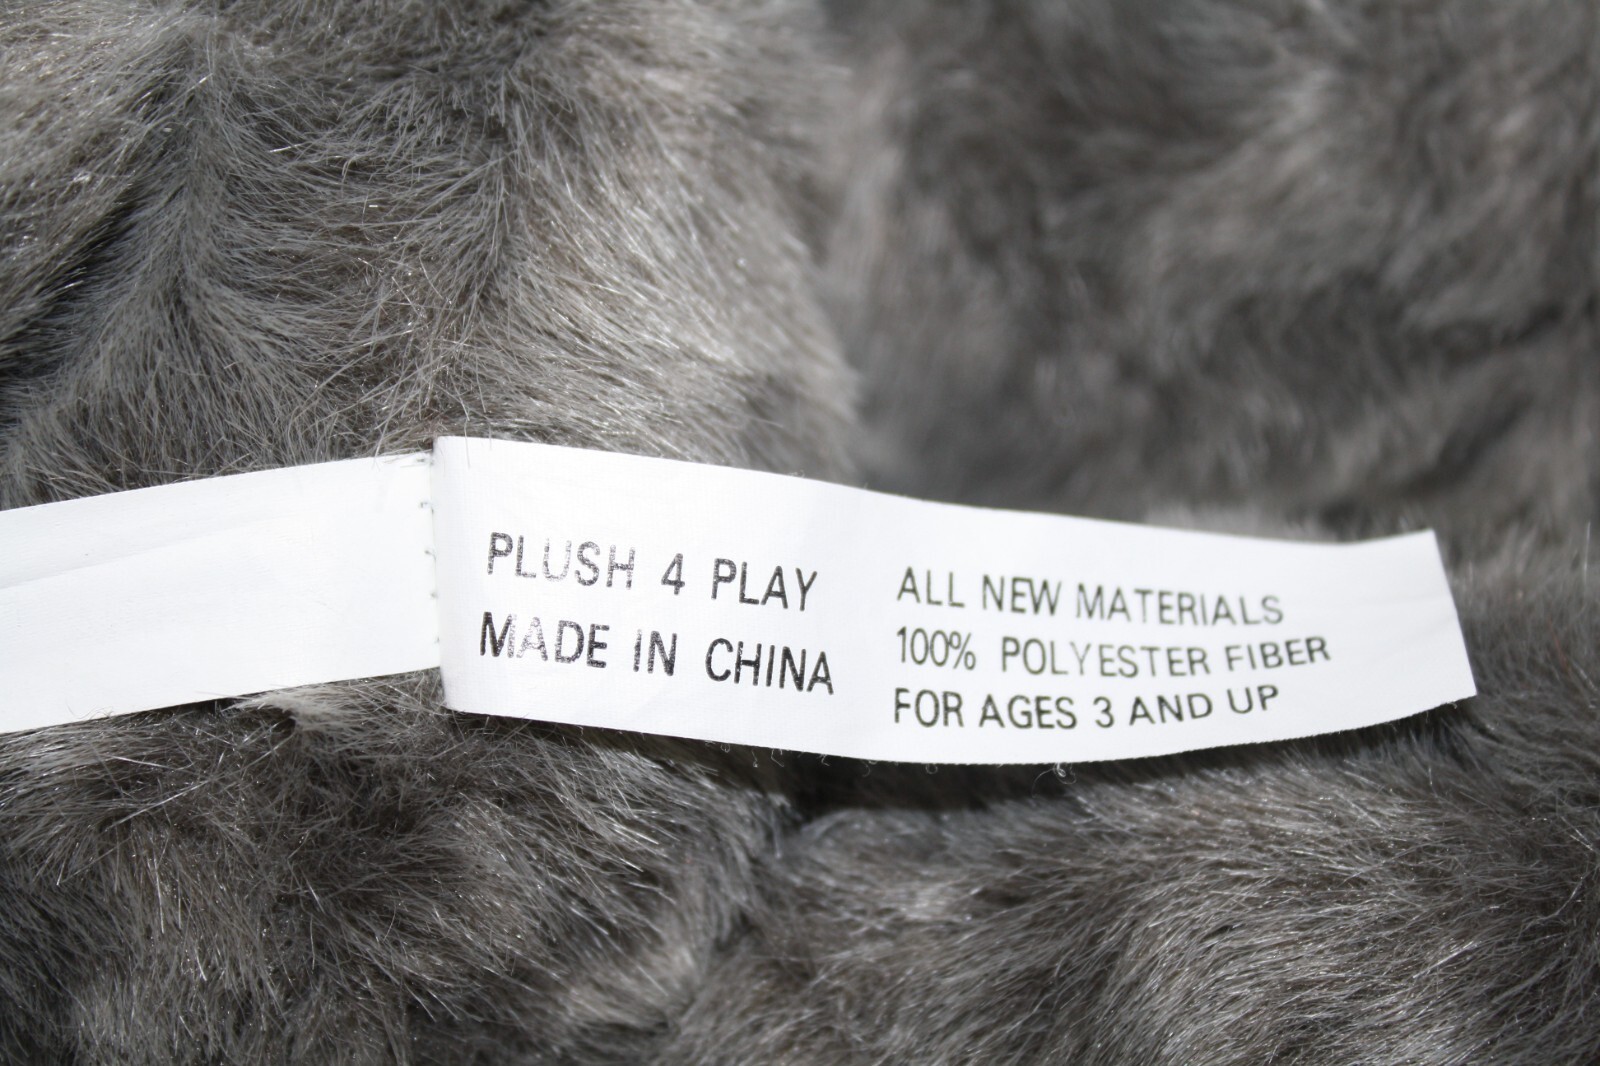 PLUSH 4 PLAY
MADE IN CHINA
ALL NEW MATERIALS
100% POLYESTER FIBER
FOR AGES 3 AND UP